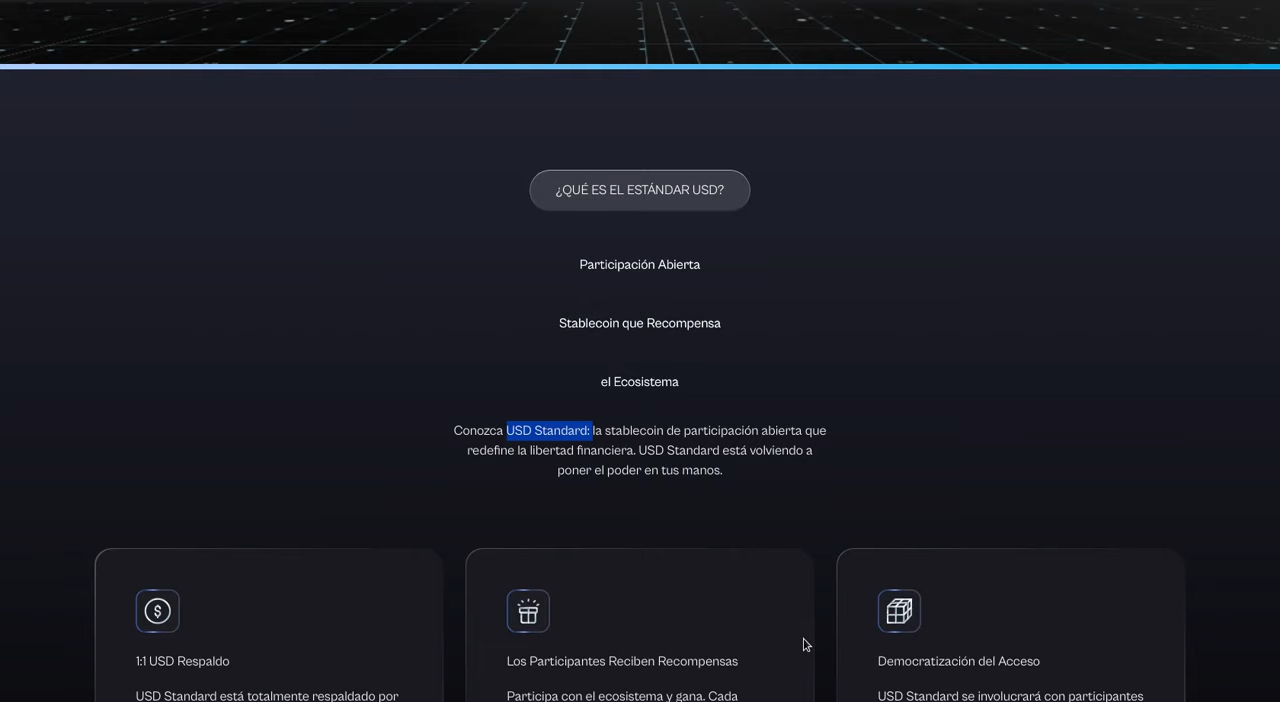 ¿QUÉ ES EL ESTÁNDAR USD?
Participación Abierta
Stablecoin que Recompensa
el Ecosistema
Conozca USD Standard: la stablecoin de participación abierta que
redefine la libertad financiera. USD Standard está volviendo a
poner el poder en tus manos.
1:1 USD Respaldo
USD Standard está totalmente respaldado por
Los Participantes Reciben Recompensas
Participa con el ecosistema y gana. Cada
Democratización del Acceso
USD Standard se involucrará con participantes